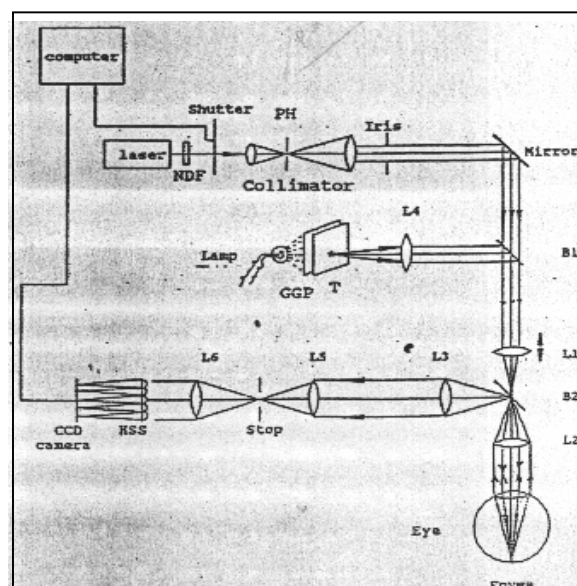 computer
Shutter
PH
Iris
laser
NDF
Collimator
Mirror
L4
Lamp
GGP
T
B1
L6
L5
L3
L1
B2
CCD
camera
HSS
Stop
L2
Eye
Fovea